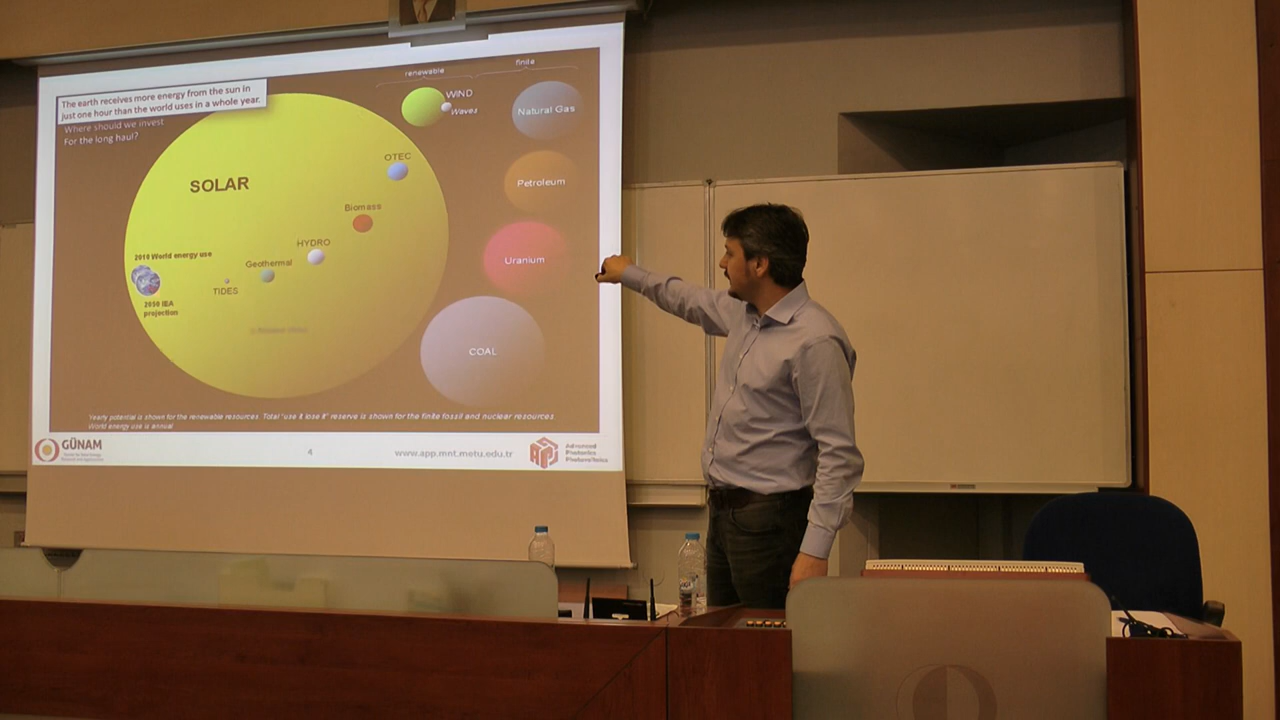 The earth receives more energy from the sun in
just one hour than the world uses in a whole year.
Where should we invest
For the long haul?
renewable
finite
WIND
Waves
Natural Gas
OTEC
SOLAR
Petroleum
Biomass
HYDRO
2010 World energy use
Geothermal
Uranium
TIDES
2050 IEA
projection
COAL
Yearly potential is shown for the renewable resources. Total "use it lose it" reserve is shown for the finite fossil and nuclear resources
World energy use is annual
GÜNAM
4
www.app.mnt.metu.edu.tr
Advanced
Photonics
Photovoltaics